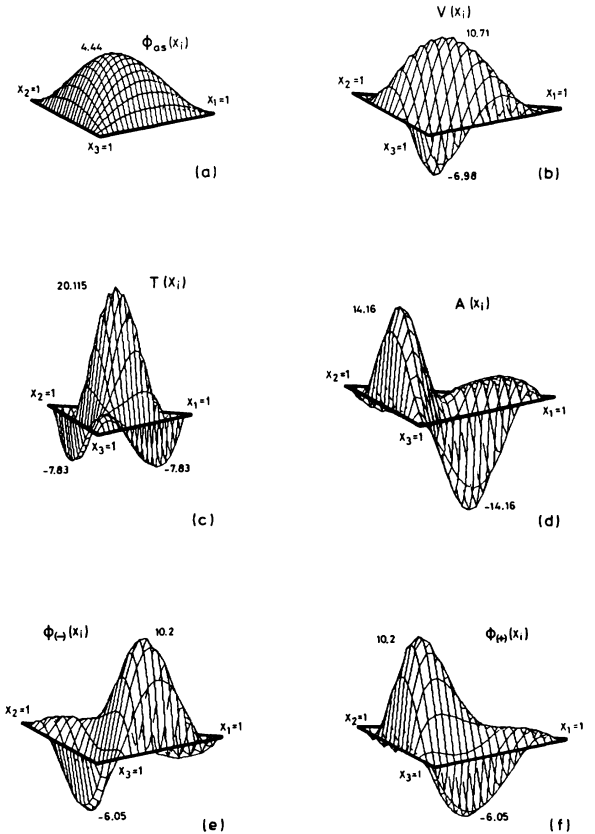 4.44 Φas(xi)
x2=1
x1=1
x3=1
(a)
V(xi)
10.71
x2=1
x1=1
x3=1
-6.98
(b)
20.115 T(xi)
x2=1
x1=1
x3=1
-7.83 -7.83
(c)
14.16 A(xi)
x2=1
x1=1
x3=1
-14.16
(d)
Φ(-)(xi) 10.2
x2=1
x1=1
x3=1
-6.05
(e)
10.2 Φ(+)(xi)
x2=1
x1=1
x3=1
-6.05
(f)